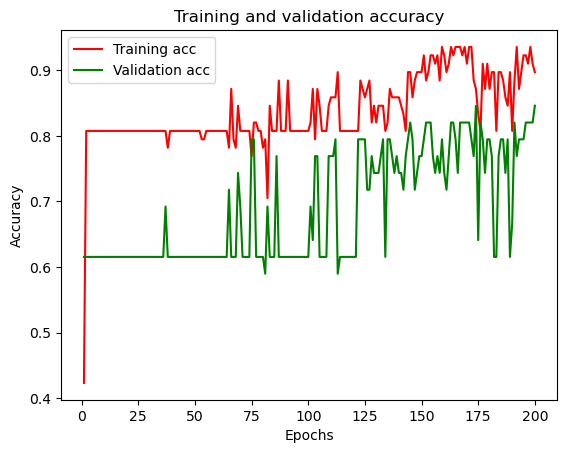 Training and validation accuracy
Training acc
Validation acc
Accuracy
0.9
0.8
0.7
0.6
0.5
0.4
0 25 50 75 100 125 150 175 200
Epochs